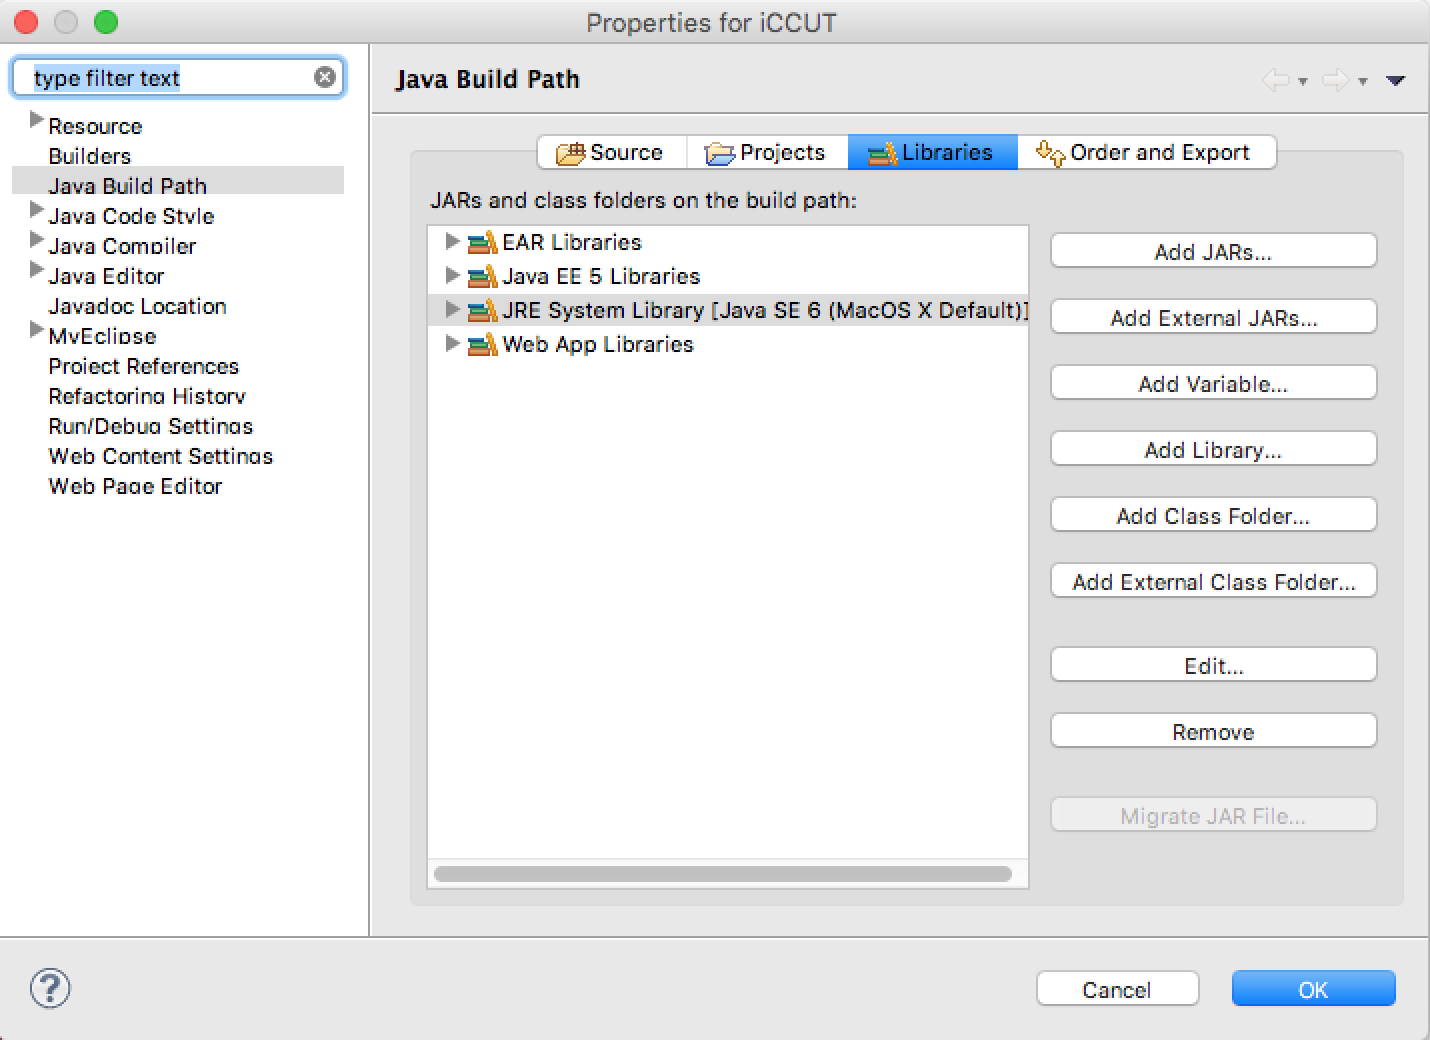 Properties for iCCUT
type filter text
Resource
Builders
Java Build Path
Java Code Style
Java Compiler
Java Editor
Javadoc Location
MyEclipse
Project References
Refactoring History
Run/Debug Settings
Web Content Settings
Web Page Editor
Java Build Path
Source
Projects
Libraries
Order and Export
JARs and class folders on the build path:
EAR Libraries
Java EE 5 Libraries
JRE System Library [Java SE 6 (MacOS X Default)]
Web App Libraries
Add JARs...
Add External JARs...
Add Variable...
Add Library...
Add Class Folder...
Add External Class Folder...
Edit...
Remove
Migrate JAR File...
?
Cancel
OK